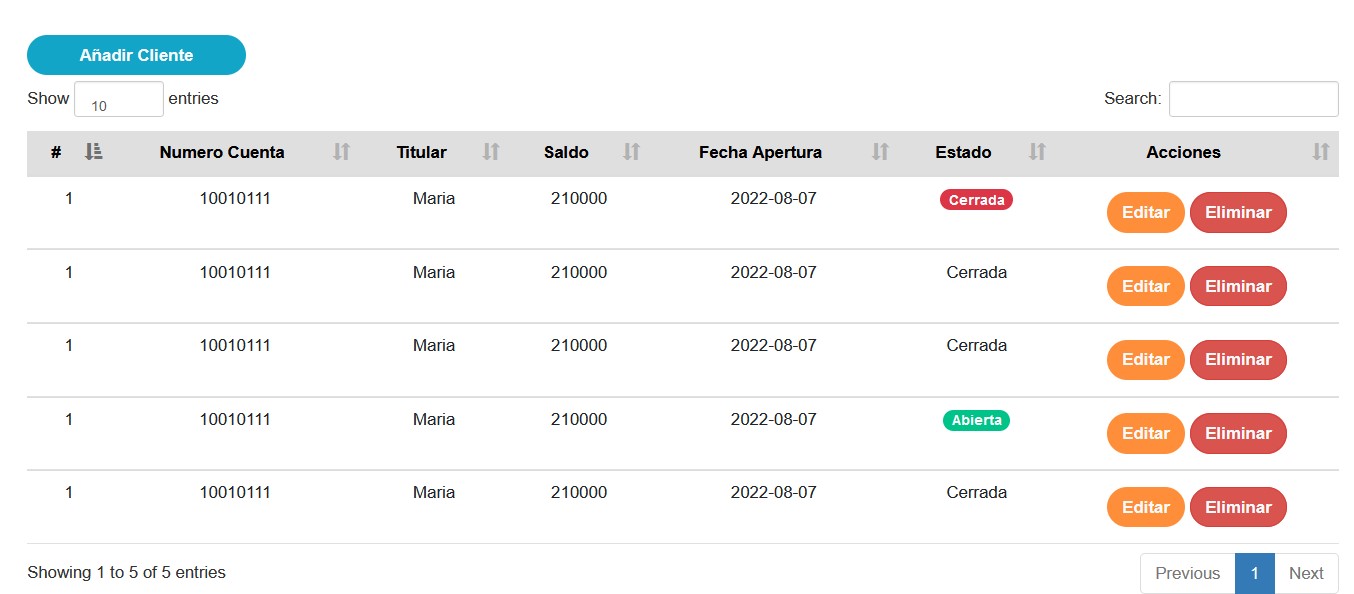 Añadir Cliente
Show 10 entries Search:
# Numero Cuenta Titular Saldo Fecha Apertura Estado Acciones
1 10010111 Maria 210000 2022-08-07 Cerrada Editar Eliminar
1 10010111 Maria 210000 2022-08-07 Cerrada Editar Eliminar
1 10010111 Maria 210000 2022-08-07 Cerrada Editar Eliminar
1 10010111 Maria 210000 2022-08-07 Abierta Editar Eliminar
1 10010111 Maria 210000 2022-08-07 Cerrada Editar Eliminar
Showing 1 to 5 of 5 entries Previous 1 Next